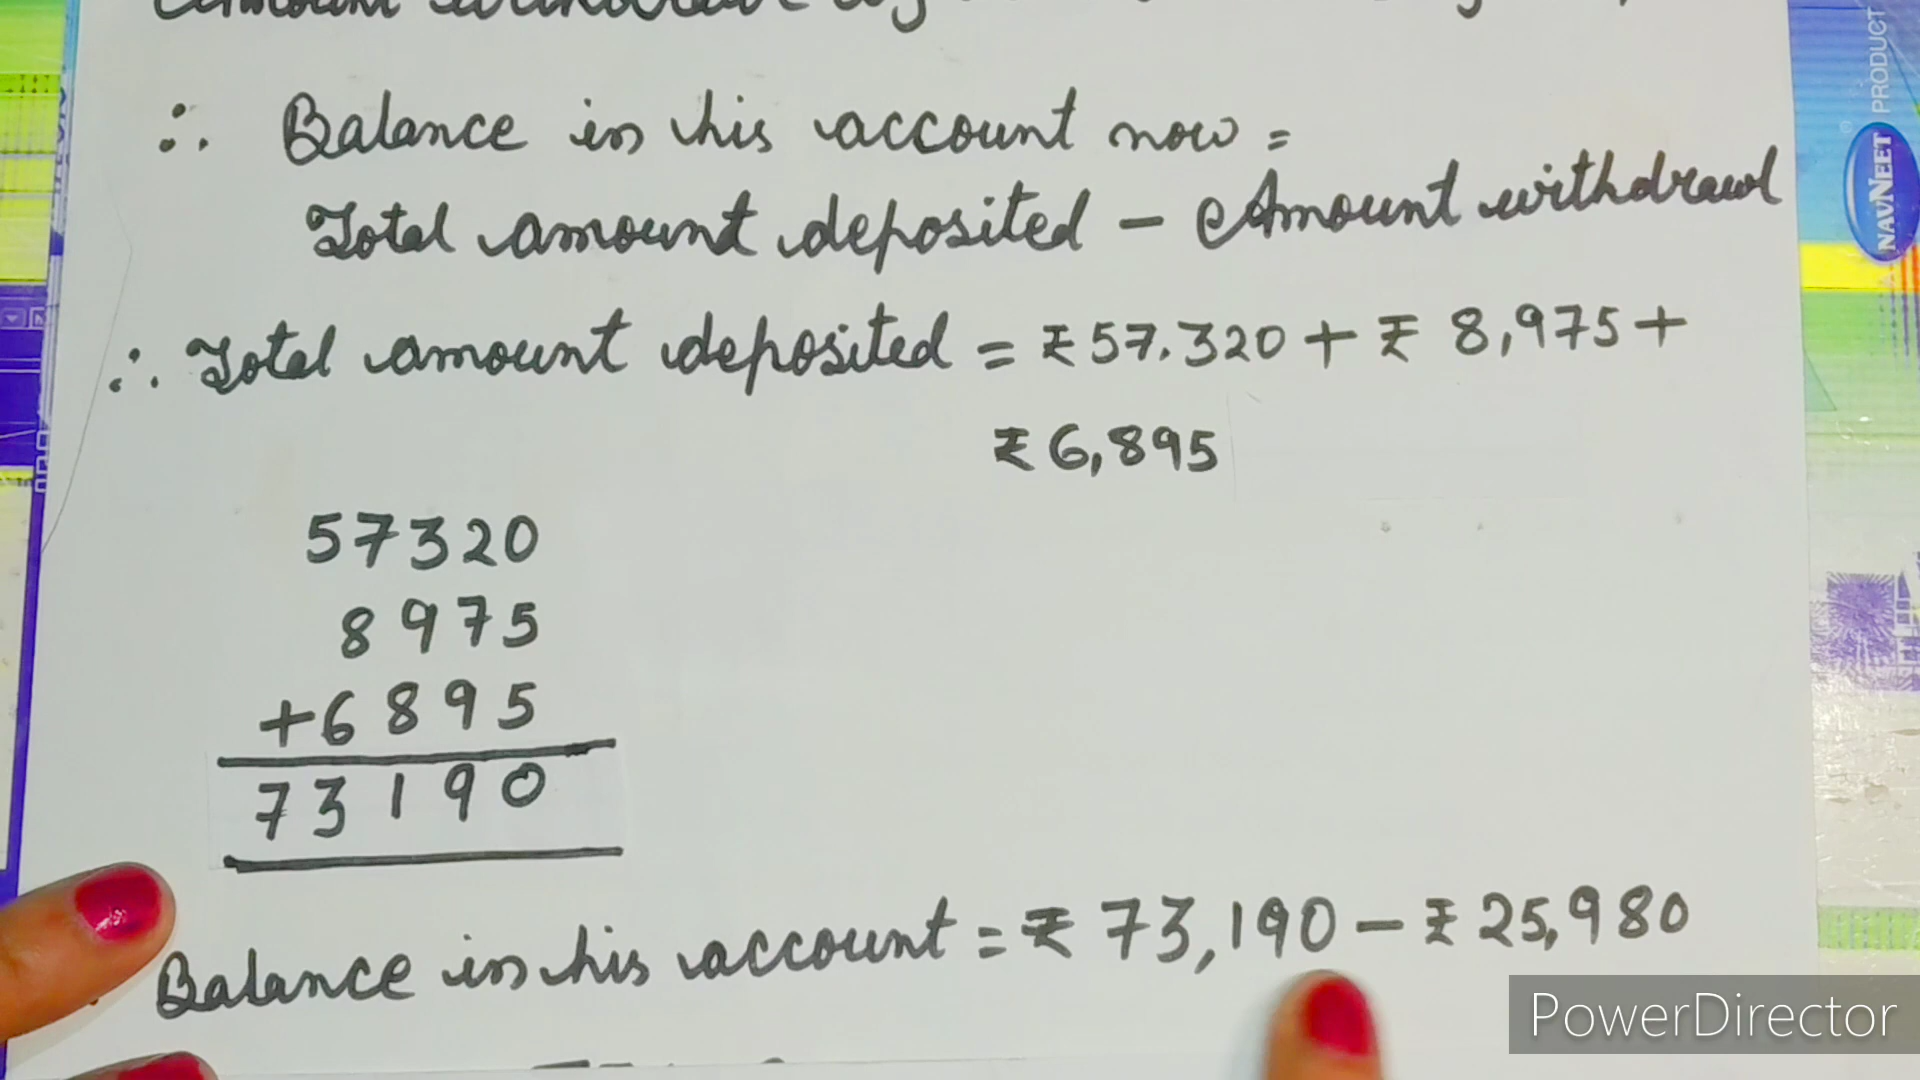 ∴ Balance in his account now =
Total amount deposited − Amount withdrawl
∴ Total amount deposited = ₹57.320 + ₹ 8,975 +
₹6,895
57320
8975
+6895
73190
Balance in his account = ₹ 73,190 − ₹ 25,980
PowerDirector
NAVNEET
PRODUCT